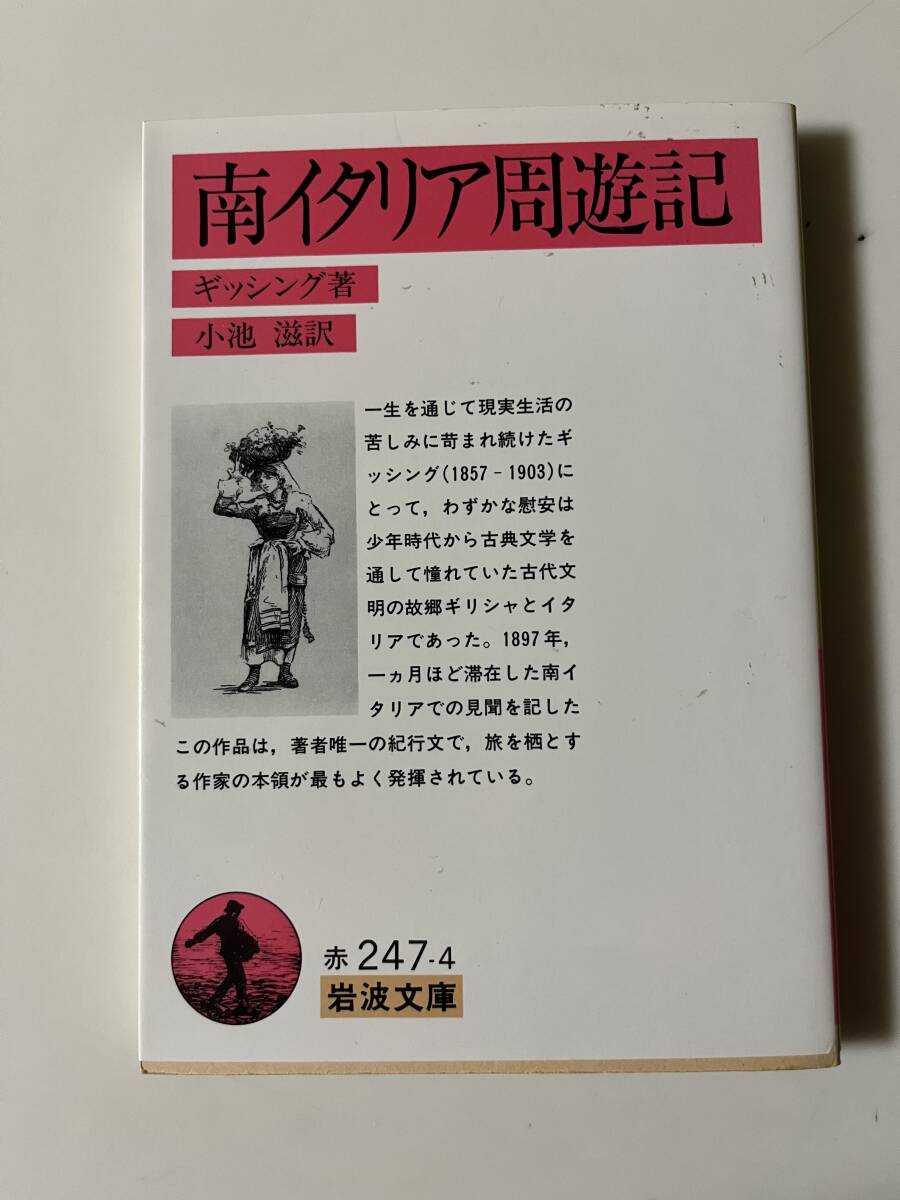 南イタリア周遊記
ギッシング著
小池 滋訳
一生を通じて現実生活の
苦しみに苛まれ続けたギ
ッシング(1857-1903)に
とって，わずかな慰安は
少年時代から古典文学を
通して憧れていた古代文
明の故郷ギリシャとイタ
リアであった。1897年，
一ヵ月ほど滞在した南イ
タリアでの見聞を記した
この作品は，著者唯一の紀行文で，旅を栖とす
る作家の本領が最もよく発揮されている。
赤 247-4
岩波文庫